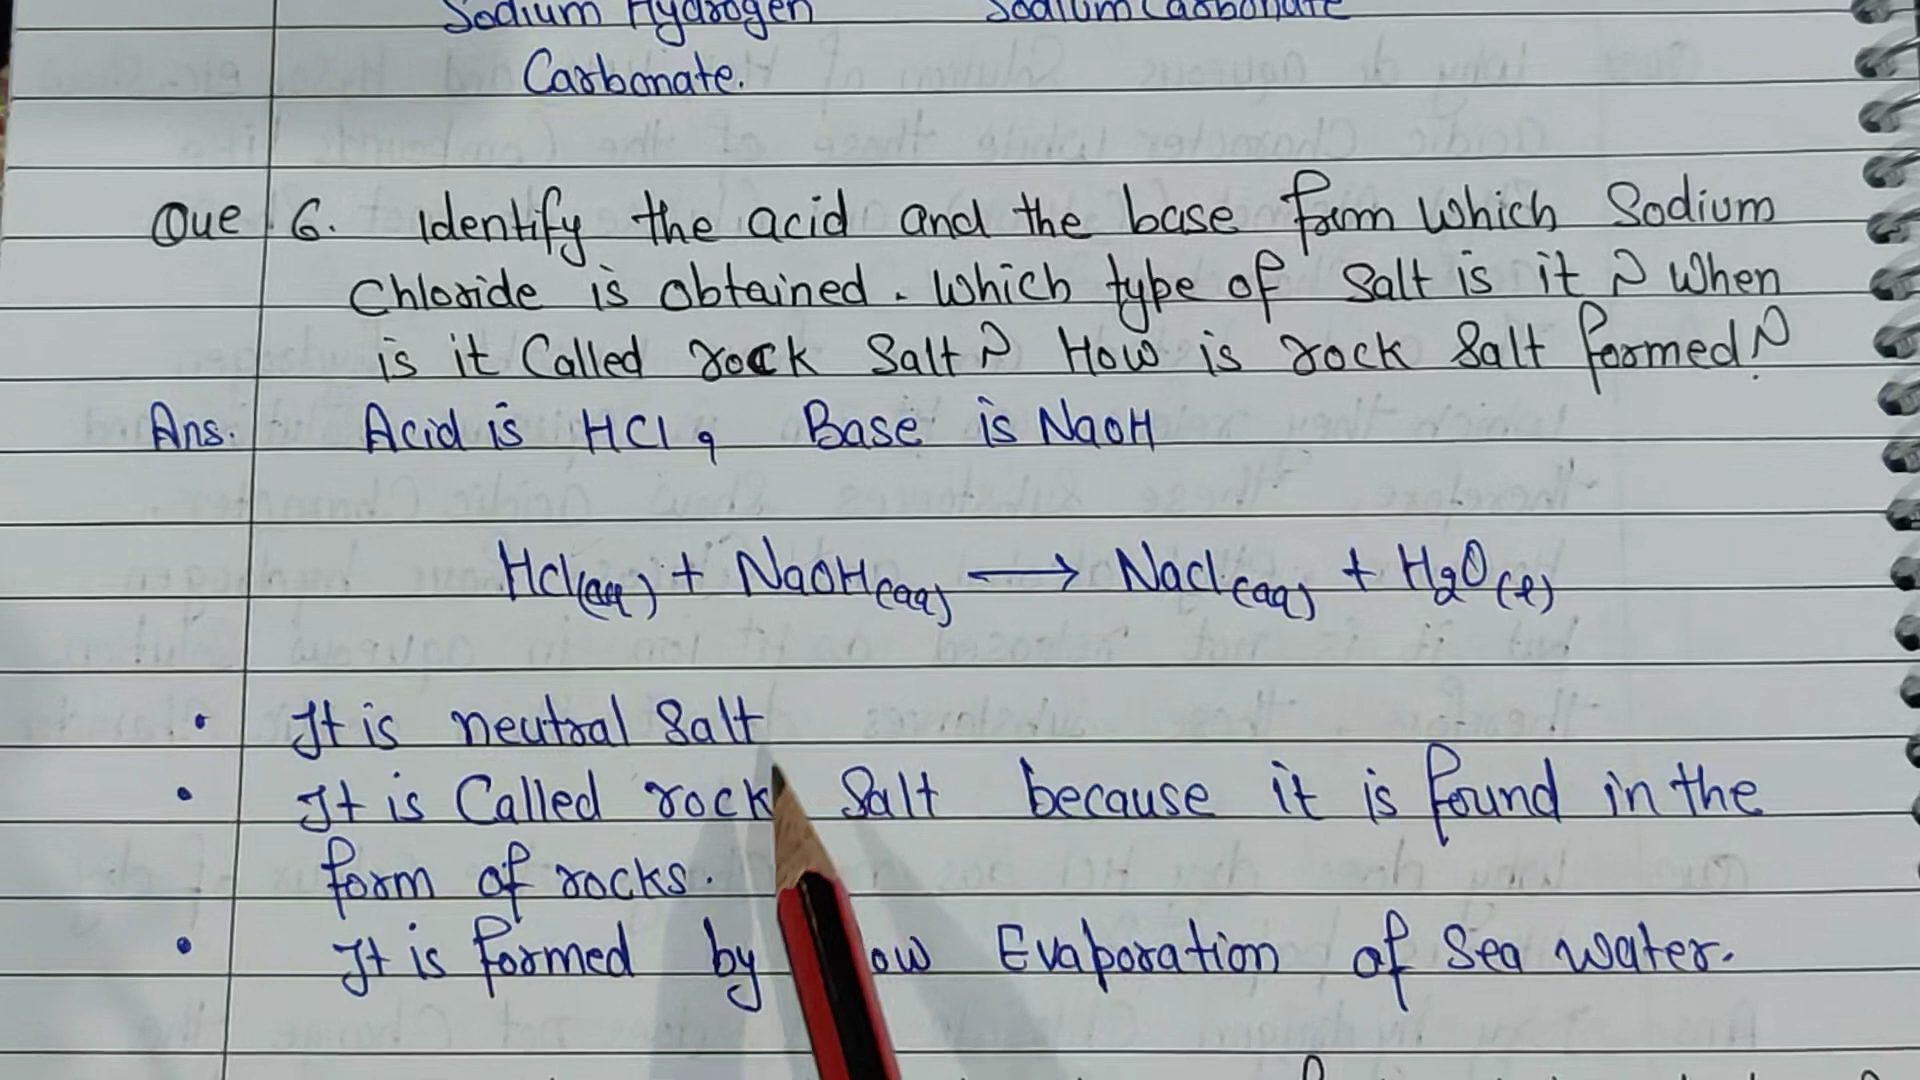 Sodium Hydrogen Sodium Carbonate
Carbonate.
Que 6. Identify the acid and the base from which Sodium
Chloride is obtained. Which type of Salt is it? When
is it Called rock Salt? How is rock Salt formed?
Ans. Acid is HCl, Base is NaOH
Hcl(aq) + NaOH(aq) → Nacl(aq) + H2O(l)
• It is neutral Salt
• It is Called rock Salt because it is found in the
form of rocks.
• It is formed by ow Evaporation of Sea water.